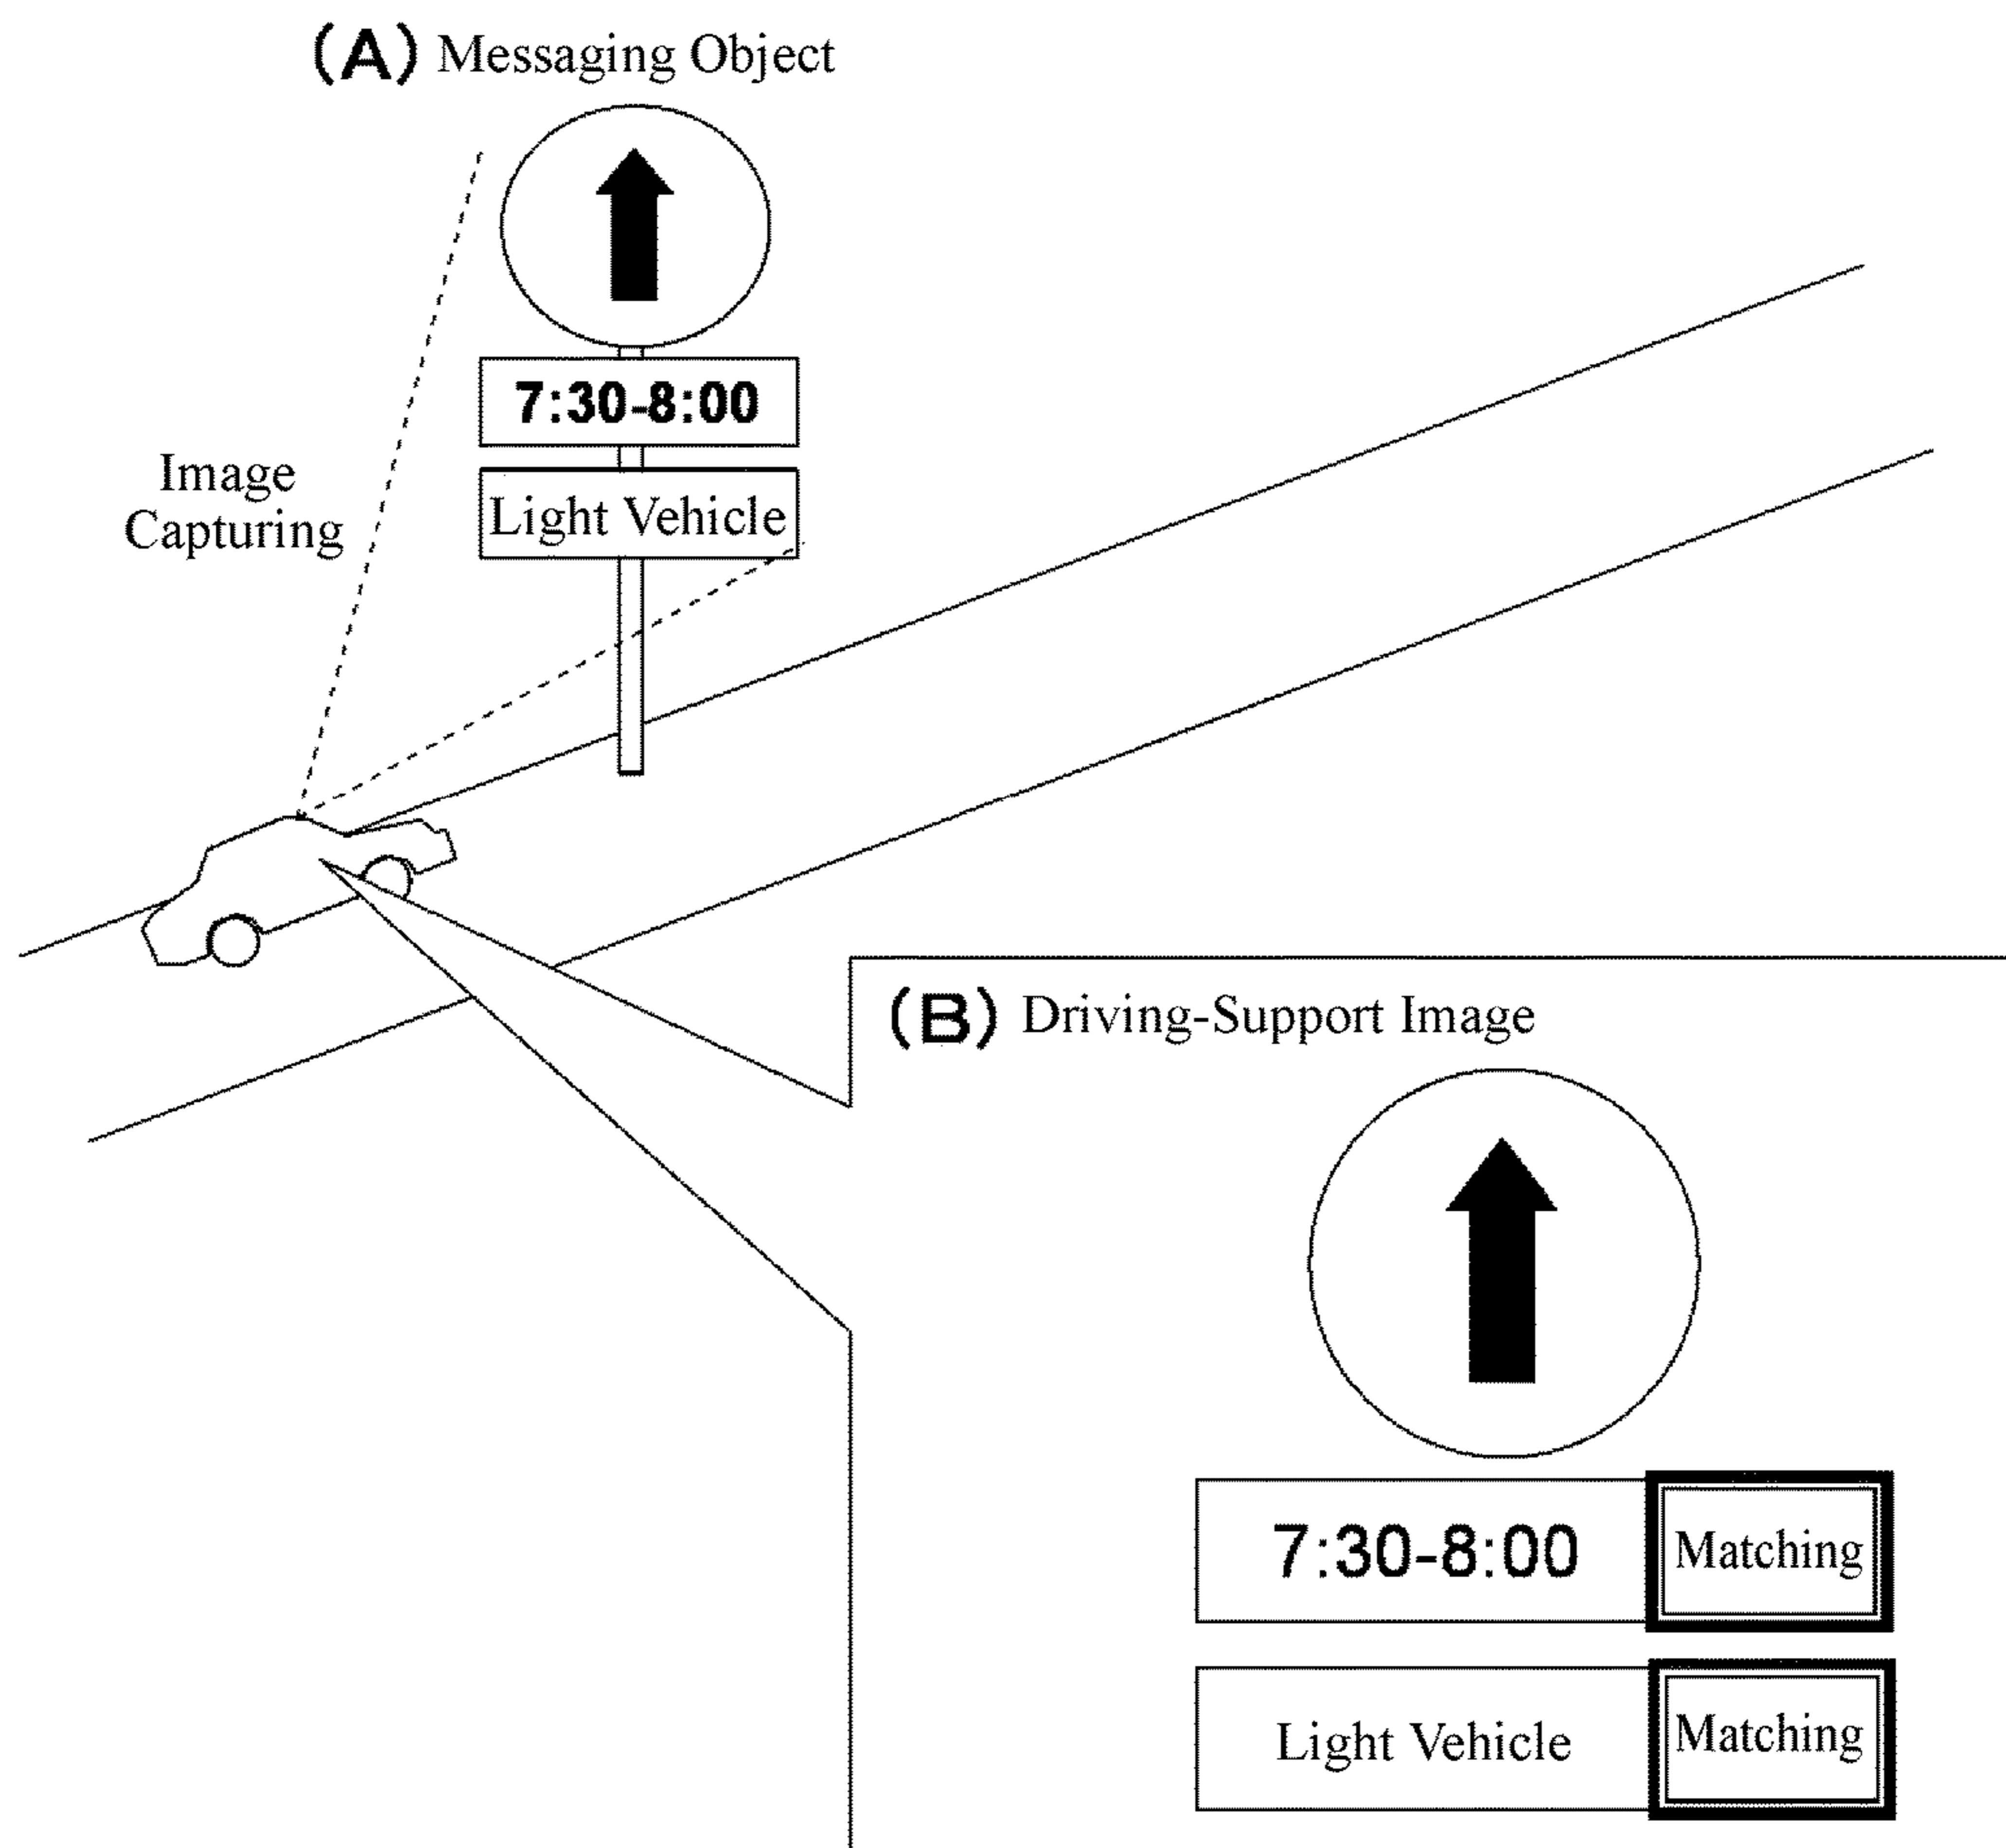 (A) Messaging Object
7:30-8:00
Light Vehicle
Image
Capturing
(B) Driving-Support Image
7:30-8:00 Matching
Light Vehicle Matching